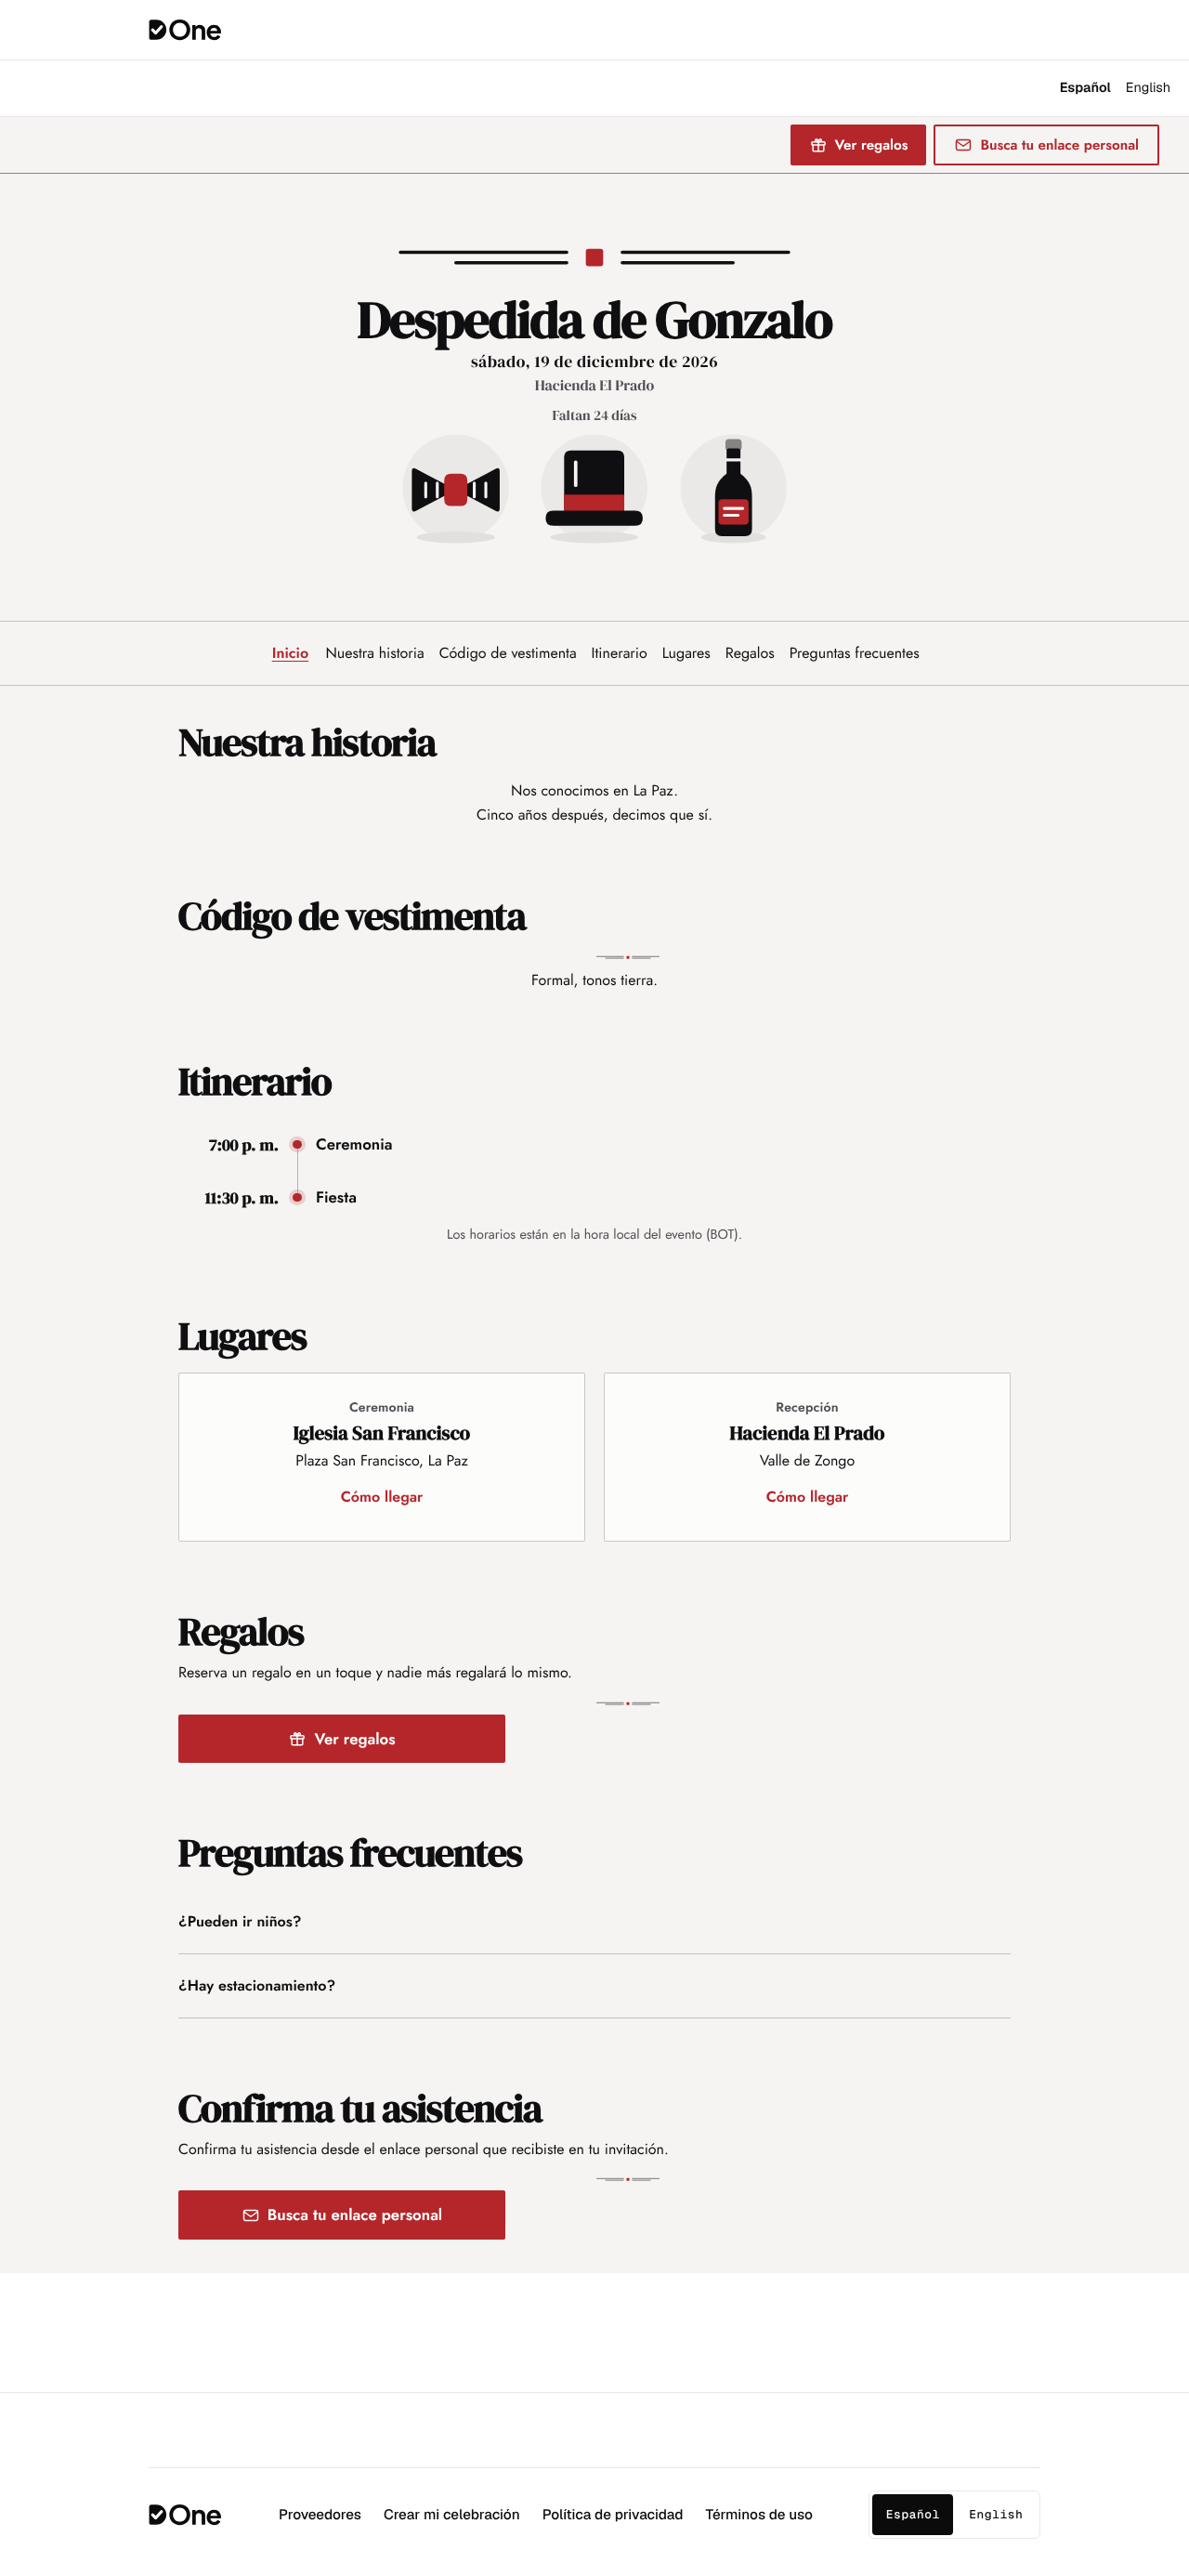 One
Español English
Ver regalos Busca tu enlace personal
Despedida de Gonzalo
sábado, 19 de diciembre de 2026
Hacienda El Prado
Faltan 24 días
Inicio Nuestra historia Código de vestimenta Itinerario Lugares Regalos Preguntas frecuentes
Nuestra historia
Nos conocimos en La Paz.
Cinco años después, decimos que sí.
Código de vestimenta
Formal, tonos tierra.
Itinerario
7:00 p. m. Ceremonia
11:30 p. m. Fiesta
Los horarios están en la hora local del evento (BOT).
Lugares
Ceremonia
Iglesia San Francisco
Plaza San Francisco, La Paz
Cómo llegar
Recepción
Hacienda El Prado
Valle de Zongo
Cómo llegar
Regalos
Reserva un regalo en un toque y nadie más regalará lo mismo.
Ver regalos
Preguntas frecuentes
¿Pueden ir niños?
¿Hay estacionamiento?
Confirma tu asistencia
Confirma tu asistencia desde el enlace personal que recibiste en tu invitación.
Busca tu enlace personal
One Proveedores Crear mi celebración Política de privacidad Términos de uso Español English